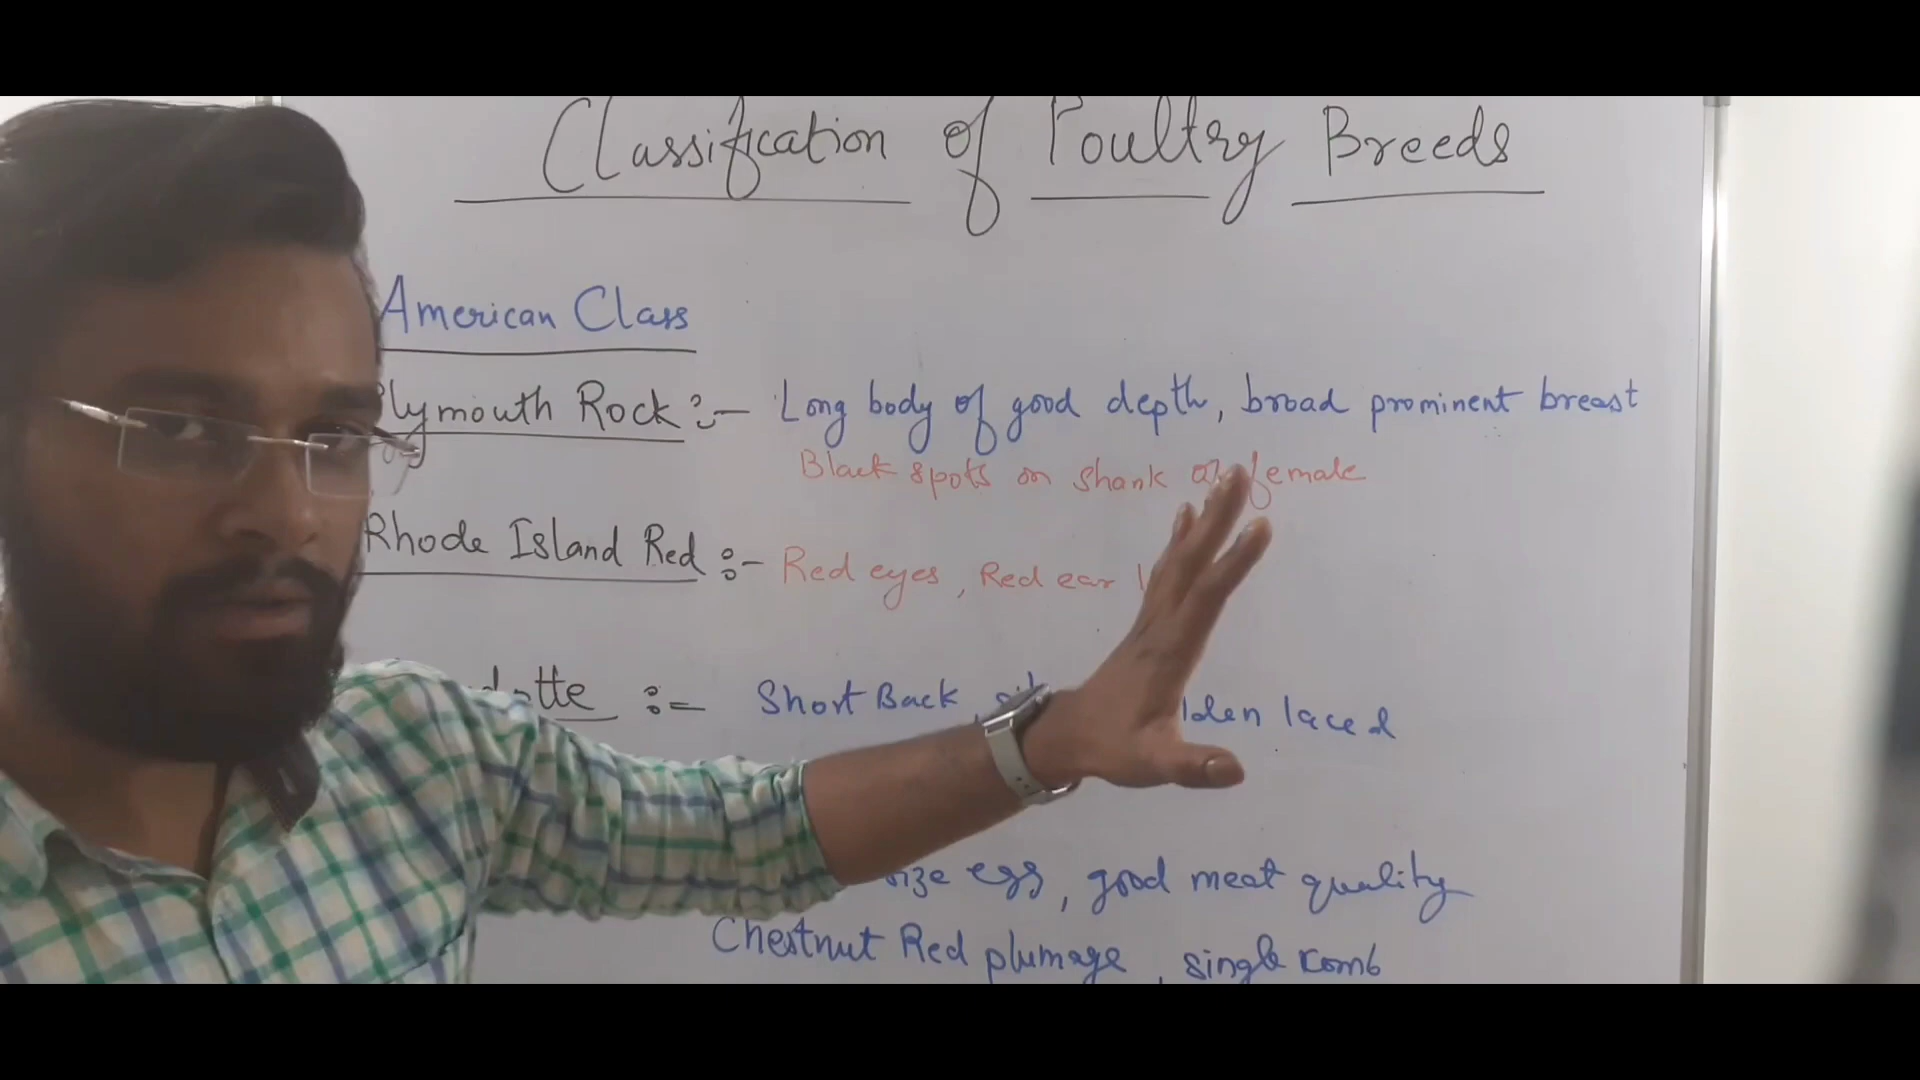 Classification of Poultry Breeds
American Class
Plymouth Rock :- Long body of good depth, broad prominent breast
Black spots on shank of female
Rhode Island Red :- Red eyes, Red ear
:- Short Back, lden laced
size egg, good meat quality
Chestnut Red plumage, single comb